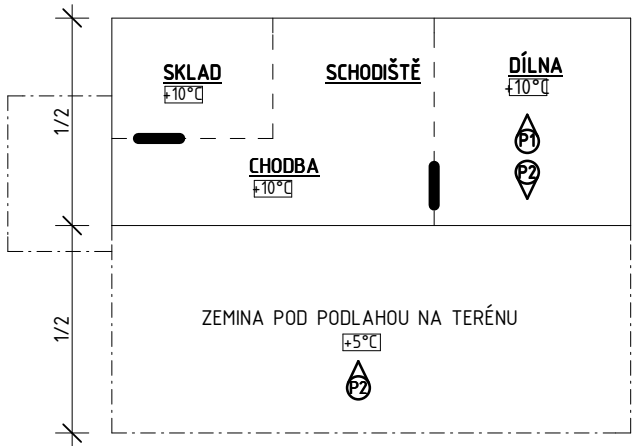 SKLAD
+10°C
SCHODIŠTĚ
DÍLNA
+10°C
1/2
P1
CHODBA
+10°C
P2
ZEMINA POD PODLAHOU NA TERÉNU
+5°C
1/2
P2